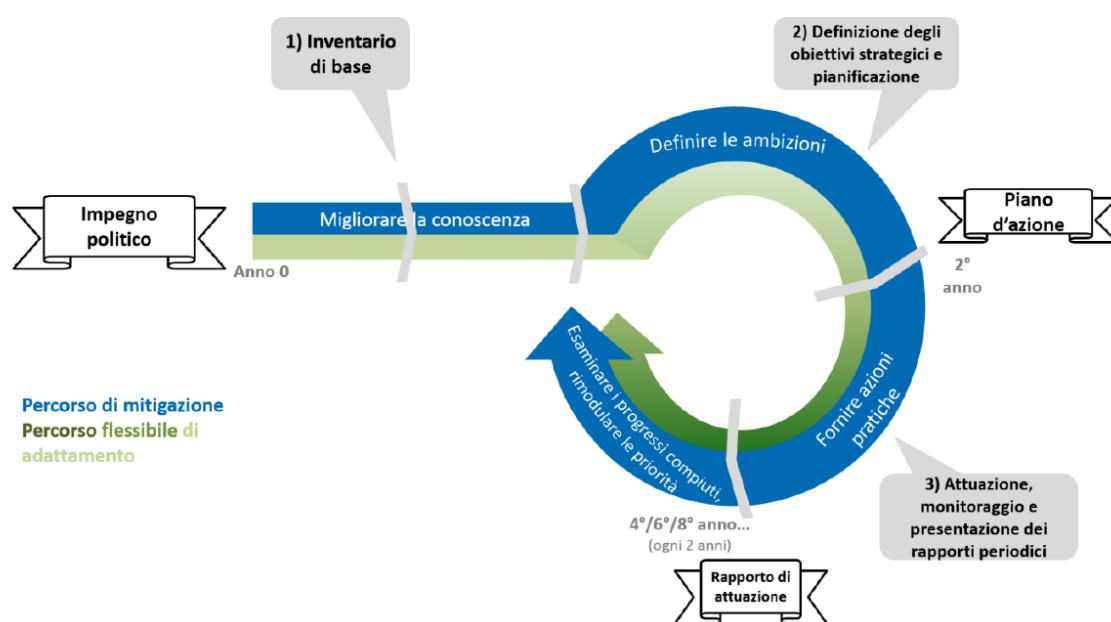 1) Inventario
di base
2) Definizione degli
obiettivi strategici e
pianificazione
Definire le ambizioni
Impegno
politico
Migliorare la conoscenza
Anno 0
Piano
d'azione
2°
anno
Esaminare i progressi compiuti,
rimodulare le priorità
Fornire azioni
pratiche
Percorso di mitigazione
Percorso flessibile di
adattamento
3) Attuazione,
monitoraggio e
presentazione dei
rapporti periodici
4°/6°/8° anno...
(ogni 2 anni)
Rapporto di
attuazione